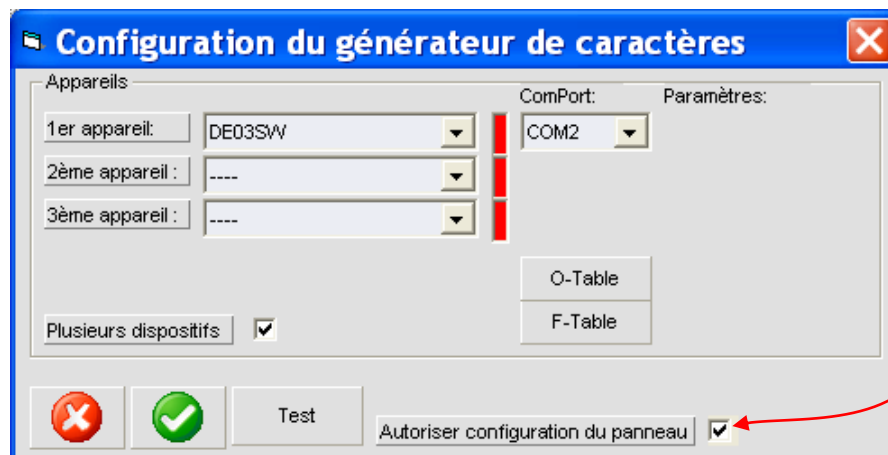 Configuration du générateur de caractères
Appareils
ComPort: Paramètres:
1er appareil: DE03SW COM2
2ème appareil : ----
3ème appareil : ----
O-Table
Plusieurs dispositifs F-Table
Test Autoriser configuration du panneau